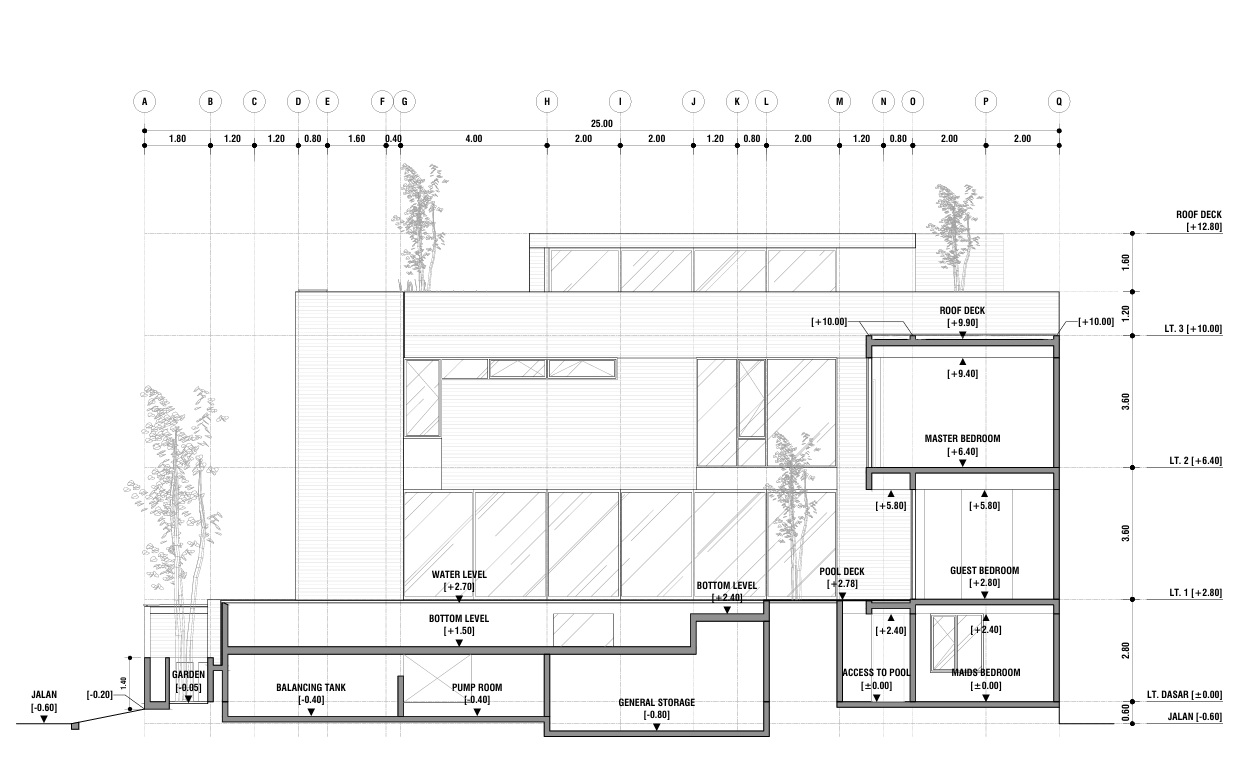 A B C D E F G H I J K L M N O P Q
25.00
1.80 1.20 1.20 0.80 1.60 0.40 4.00 2.00 2.00 1.20 0.80 2.00 1.20 0.80 2.00 2.00
ROOF DECK
[+12.80]
1.60
1.20
ROOF DECK
[+10.00] [+9.90] [+10.00]
LT. 3 [+10.00]
[+9.40]
3.60
MASTER BEDROOM
[+6.40]
LT. 2 [+6.40]
[+5.80] [+5.80]
3.60
WATER LEVEL
[+2.70]
BOTTOM LEVEL
[+2.40]
POOL DECK
[+2.78]
GUEST BEDROOM
[+2.80]
LT. 1 [+2.80]
BOTTOM LEVEL
[+1.50]
[+2.40] [+2.40]
2.80
1.40
GARDEN
[-0.05]
[-0.20]
JALAN
[-0.60]
BALANCING TANK
[-0.40]
PUMP ROOM
[-0.40]
GENERAL STORAGE
[-0.80]
ACCESS TO POOL
[±0.00]
MAIDS BEDROOM
[±0.00]
LT. DASAR [±0.00]
0.60
JALAN [-0.60]